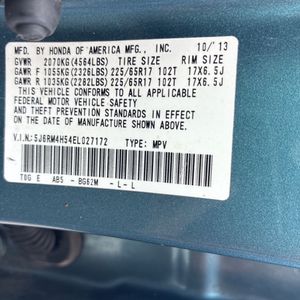 MFD. BY HONDA OF AMERICA MFG., INC. 10/'13
GVWR 2070KG(4564LBS) TIRE SIZE RIM SIZE
GAWR F 1055KG(2326LBS) 225/65R17 102T 17X6.5J
GAWR R 1035KG(2282LBS) 225/65R17 102T 17X6.5J
THIS VEHICLE CONFORMS TO ALL APPLICABLE
FEDERAL MOTOR VEHICLE SAFETY
AND THEFT PREVENTION STANDARDS IN EFFECT
ON THE DATE OF MANUFACTURE SHOWN ABOVE.
V.I.N.:5J6RM4H54EL027172 TYPE: MPV
T0G E AB5 - BG62M - L - L